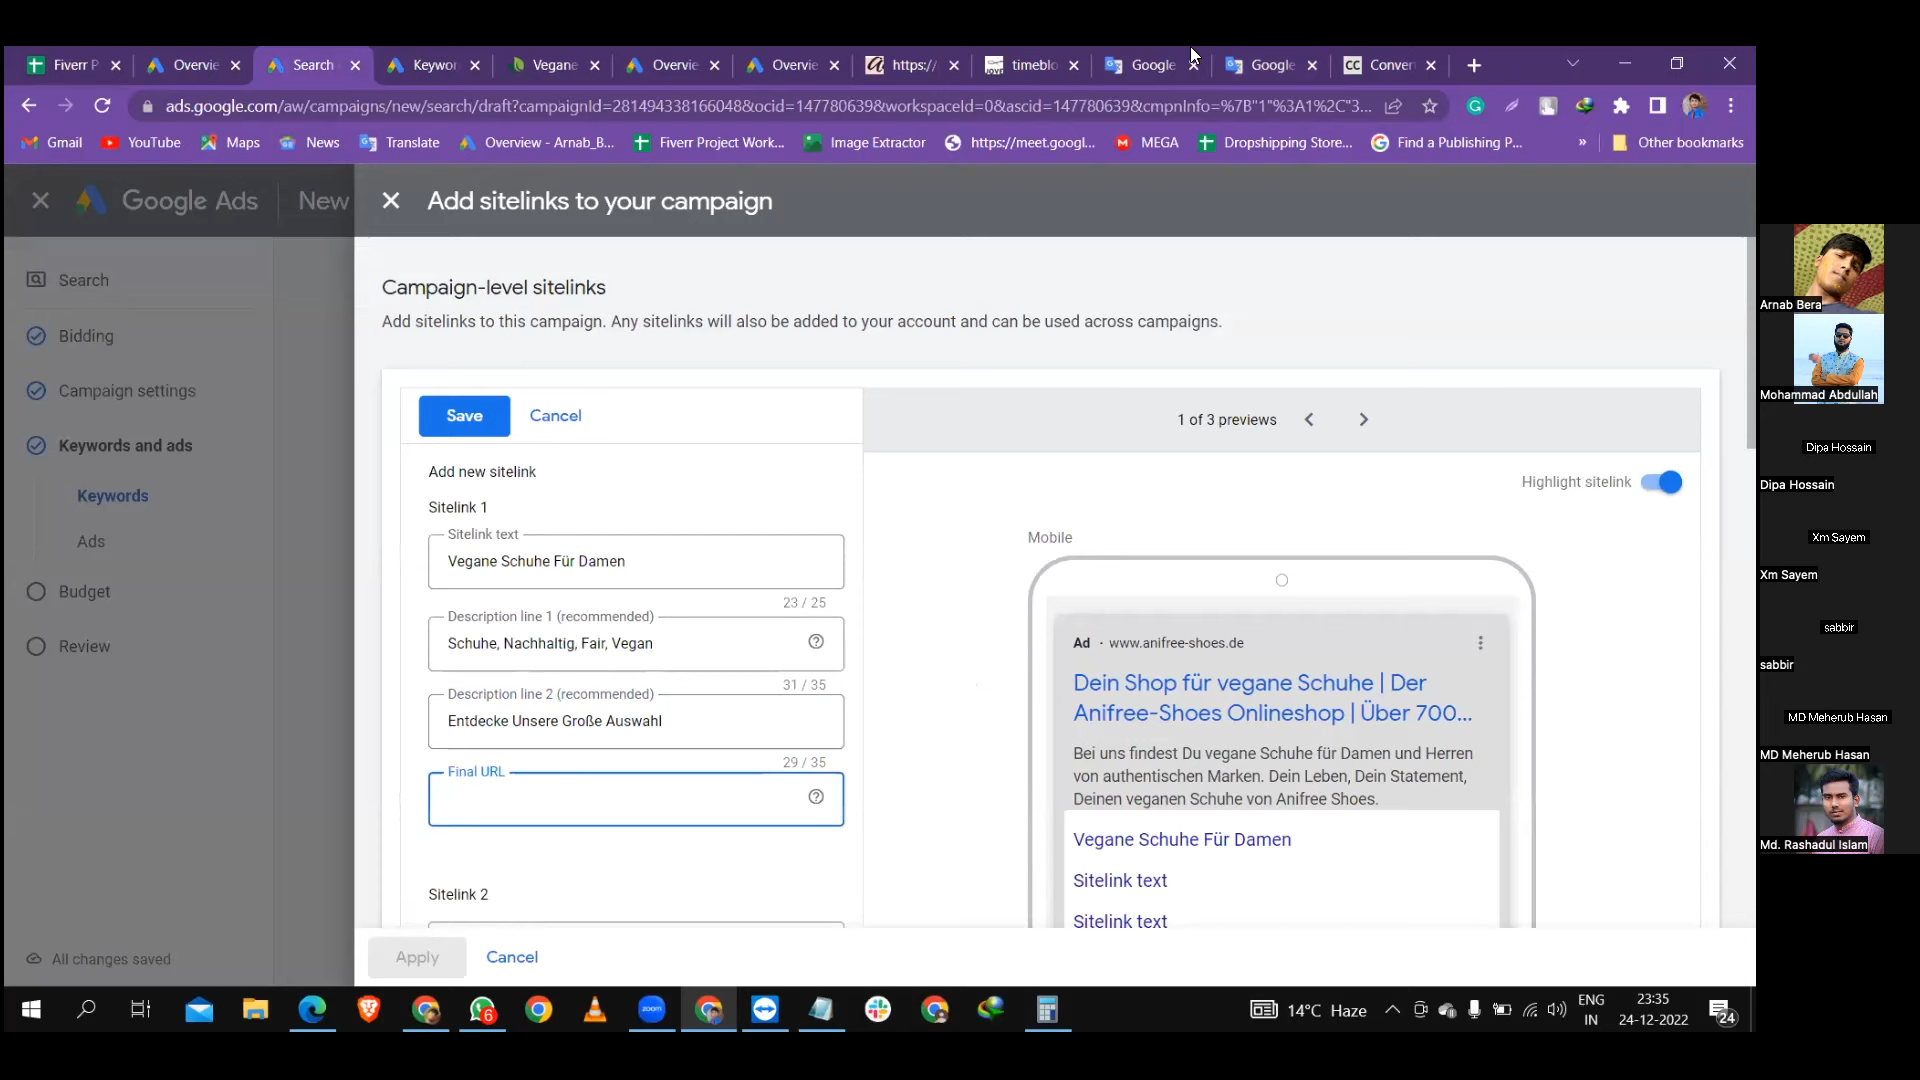 Fiverr P
Overvie
Search
Keywor
Vegane
Overvie
Overvie
https://
timeblo
Google
Google
Conver
ads.google.com/aw/campaigns/new/search/draft?campaignId=281494338166048&ocid=147780639&workspaceId=0&ascid=147780639&cmpnInfo=%7B"1"%3A1%2C"3...
Gmail
YouTube
Maps
News
Translate
Overview - Arnab_B...
Fiverr Project Work...
Image Extractor
https://meet.googl...
MEGA
Dropshipping Store...
Find a Publishing P...
»
Other bookmarks
Google Ads
New
Add sitelinks to your campaign
Search
Bidding
Campaign settings
Keywords and ads
Keywords
Ads
Budget
Review
All changes saved
Campaign-level sitelinks
Add sitelinks to this campaign. Any sitelinks will also be added to your account and can be used across campaigns.
Save
Cancel
1 of 3 previews
Add new sitelink
Highlight sitelink
Sitelink 1
Sitelink text
Vegane Schuhe Für Damen
23 / 25
Description line 1 (recommended)
Schuhe, Nachhaltig, Fair, Vegan
31 / 35
Description line 2 (recommended)
Entdecke Unsere Große Auswahl
29 / 35
Final URL
Sitelink 2
Mobile
Ad · www.anifree-shoes.de
Dein Shop für vegane Schuhe | Der
Anifree-Shoes Onlineshop | Über 700...
Bei uns findest Du vegane Schuhe für Damen und Herren
von authentischen Marken. Dein Leben, Dein Statement,
Deinen veganen Schuhe von Anifree Shoes.
Vegane Schuhe Für Damen
Sitelink text
Sitelink text
Apply
Cancel
Arnab Bera
Mohammad Abdullah
Dipa Hossain
Dipa Hossain
Xm Sayem
Xm Sayem
sabbir
sabbir
MD Meherub Hasan
MD Meherub Hasan
Md. Rashadul Islam
6
zoom
14°C Haze
ENG
IN
23:35
24-12-2022
24